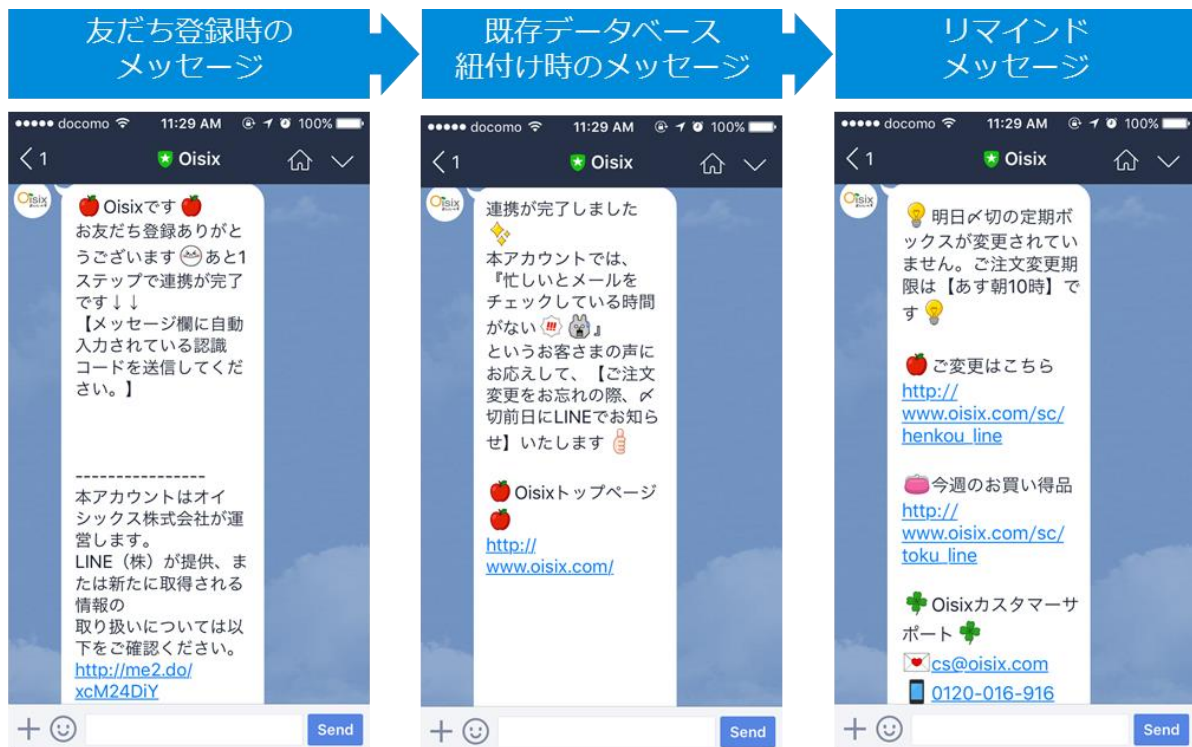 友だち登録時の
メッセージ
既存データベース
紐付け時のメッセージ
リマインド
メッセージ
docomo 11:29 AM 100%
1 Oisix
Oisix
Oisixです
お友だち登録ありがと
うございます あと1
ステップで連携が完了
です↓↓
【メッセージ欄に自動
入力されている認識
コードを送信してくだ
さい。】
----------------
本アカウントはオイ
シックス株式会社が運
営します。
LINE（株）が提供、ま
たは新たに取得される
情報の
取り扱いについては以
下をご確認ください。
http://me2.do/
xcM24DiY
Send
docomo 11:29 AM 100%
1 Oisix
Oisix
連携が完了しました
本アカウントでは、
『忙しいとメールを
チェックしている時間
がない !!! 』
というお客さまの声に
お応えして、【ご注文
変更をお忘れの際、〆
切前日にLINEでお知ら
せ】いたします
Oisixトップページ
http://
www.oisix.com/
Send
docomo 11:29 AM 100%
1 Oisix
Oisix
明日〆切の定期ボ
ックスが変更されてい
ません。ご注文変更期
限は【あす朝10時】で
す
ご変更はこちら
http://
www.oisix.com/sc/
henkou_line
今週のお買い得品
http://
www.oisix.com/sc/
toku_line
Oisixカスタマーサ
ポート
cs@oisix.com
0120-016-916
Send